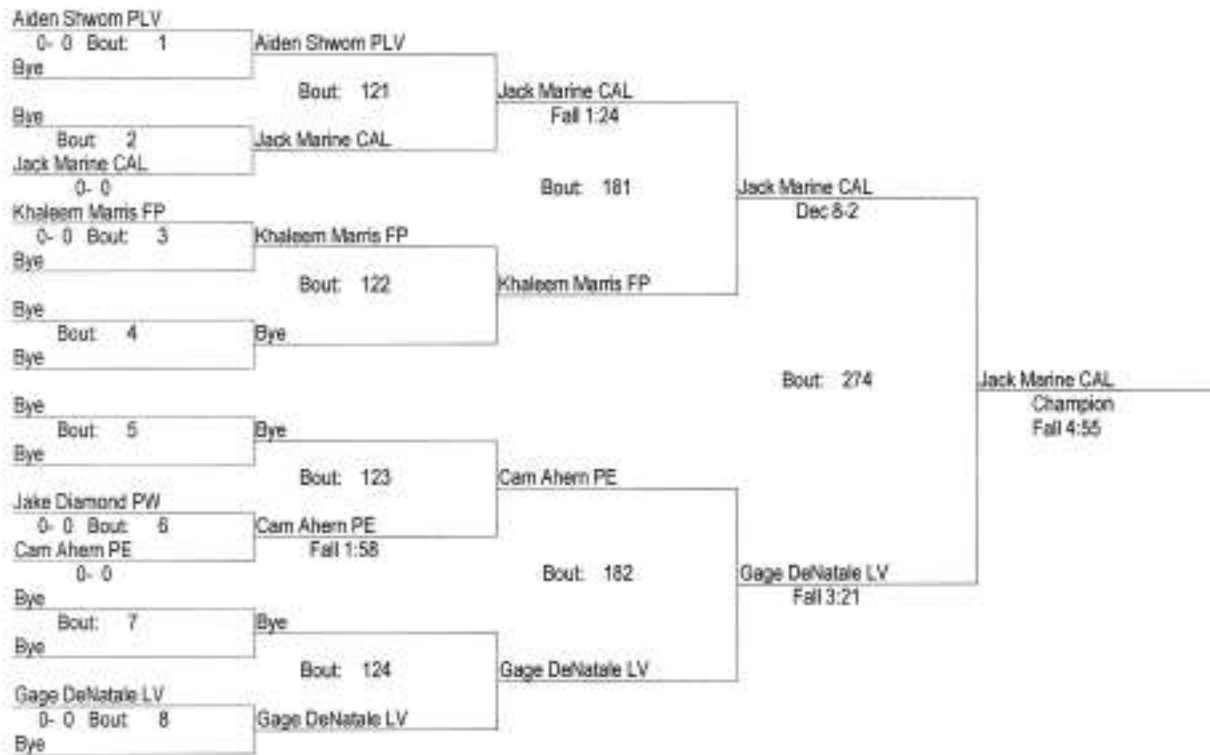 Aiden Shwom PLV
0- 0 Bout: 1
Bye
Aiden Shwom PLV
Bout: 121
Bye
Bout: 2
Jack Marine CAL
0- 0
Jack Marine CAL
Jack Marine CAL
Fall 1:24
Bout: 181
Khaleem Marris FP
0- 0 Bout: 3
Bye
Khaleem Marris FP
Bout: 122
Bye
Bout: 4
Bye
Bye
Khaleem Marris FP
Jack Marine CAL
Dec 8-2
Bout: 274
Bye
Bout: 5
Bye
Bye
Bout: 123
Jake Diamond PW
0- 0 Bout: 6
Cam Ahern PE
0- 0
Cam Ahern PE
Fall 1:58
Cam Ahern PE
Bout: 182
Bye
Bout: 7
Bye
Bye
Bout: 124
Gage DeNatale LV
0- 0 Bout: 8
Bye
Gage DeNatale LV
Gage DeNatale LV
Gage DeNatale LV
Fall 3:21
Jack Marine CAL
Champion
Fall 4:55